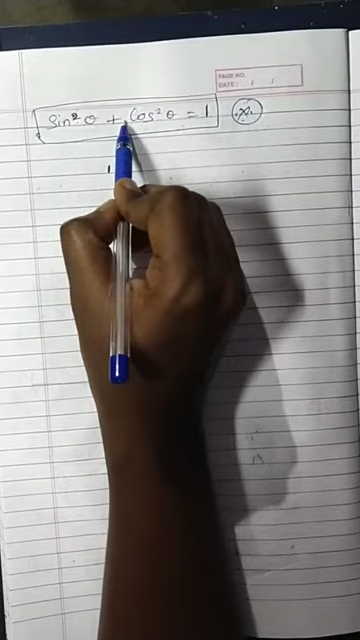 PAGE NO.
DATE: / /
sin²θ + cos²θ = 1